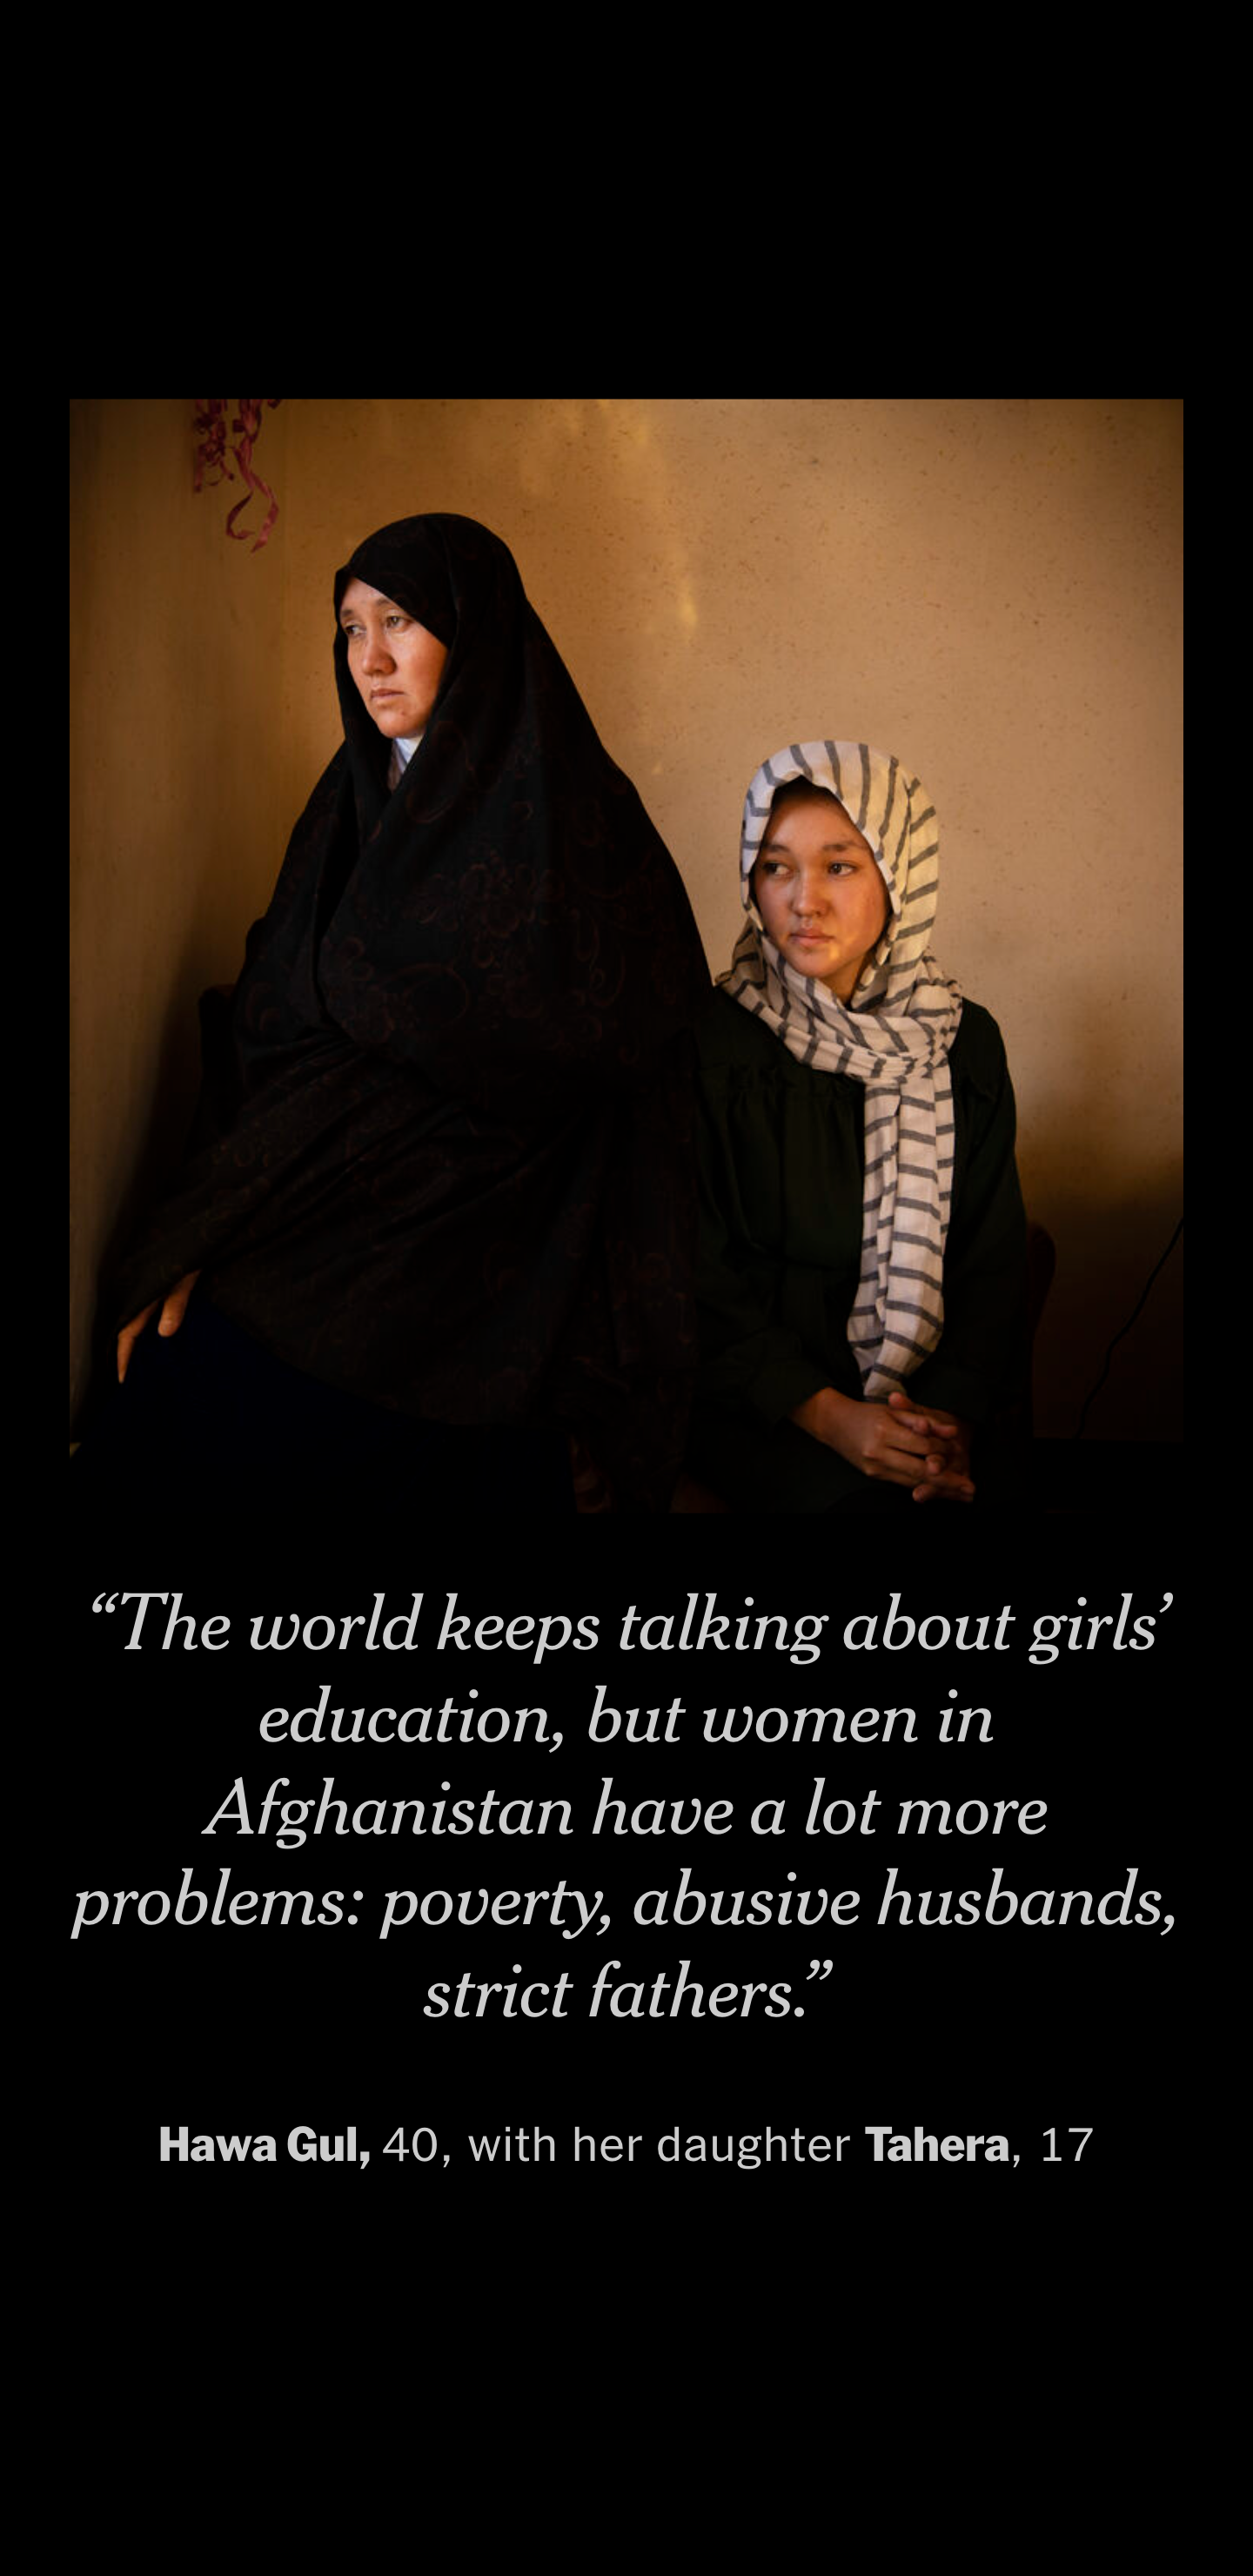 “The world keeps talking about girls’
education, but women in
Afghanistan have a lot more
problems: poverty, abusive husbands,
strict fathers.”
Hawa Gul, 40, with her daughter Tahera, 17